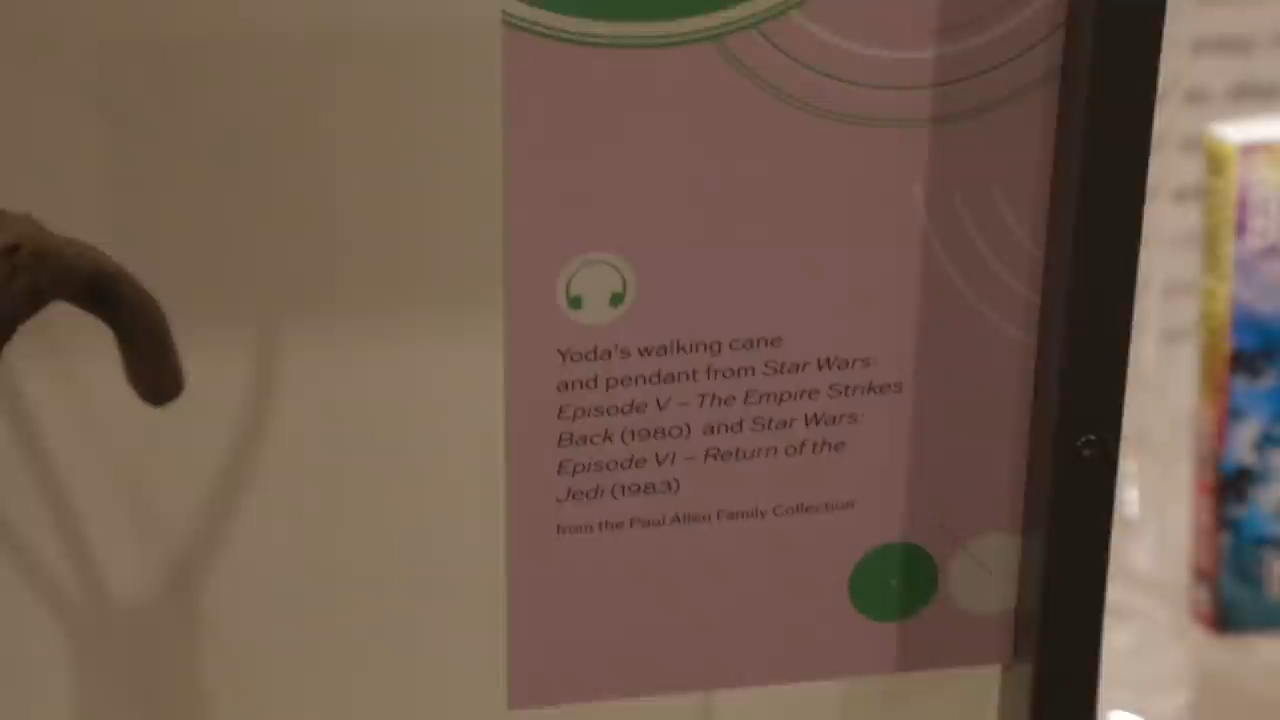 Yoda's walking cane
and pendant from Star Wars:
Episode V – The Empire Strikes
Back (1980) and Star Wars:
Episode VI – Return of the
Jedi (1983)
from the Paul Allen Family Collection